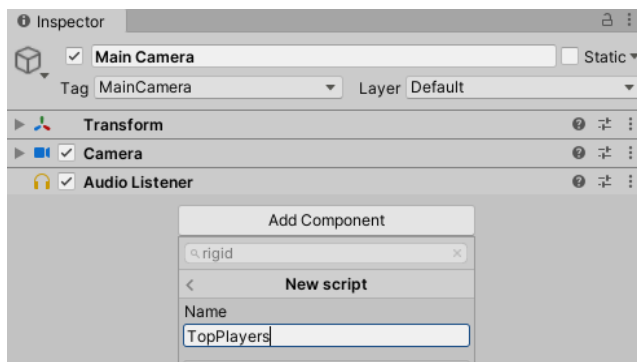 Inspector
Main Camera Static
Tag MainCamera Layer Default
Transform
Camera
Audio Listener
Add Component
rigid
New script
Name
TopPlayers